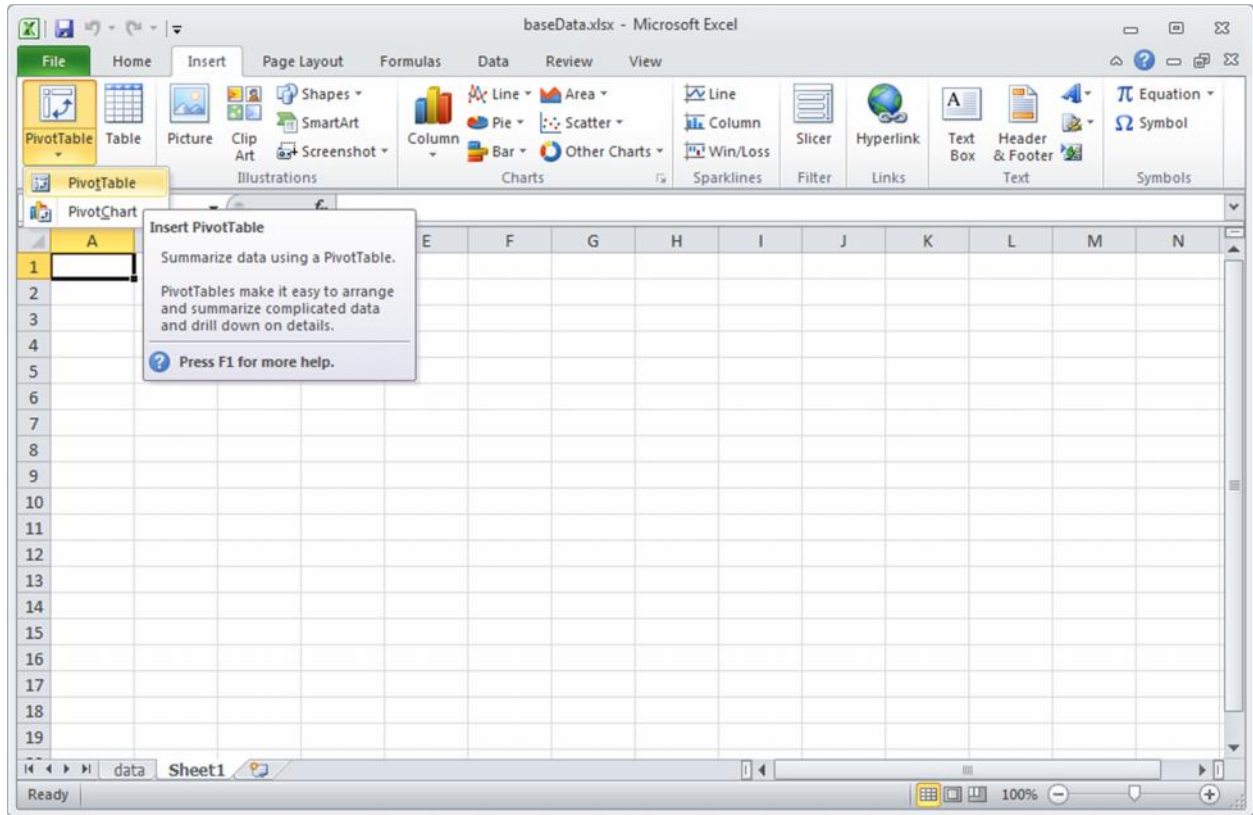 baseData.xlsx - Microsoft Excel
File Home Insert Page Layout Formulas Data Review View
PivotTable Table Picture Clip Art Shapes SmartArt Screenshot Column Line Pie Bar Area Scatter Other Charts Line Column Win/Loss Slicer Hyperlink Text Box Header & Footer Equation Symbol
Illustrations Charts Sparklines Filter Links Text Symbols
PivotTable
PivotChart
fx
Insert PivotTable
Summarize data using a PivotTable.
PivotTables make it easy to arrange
and summarize complicated data
and drill down on details.
Press F1 for more help.
A E F G H I J K L M N
1
2
3
4
5
6
7
8
9
10
11
12
13
14
15
16
17
18
19
data Sheet1
Ready 100%